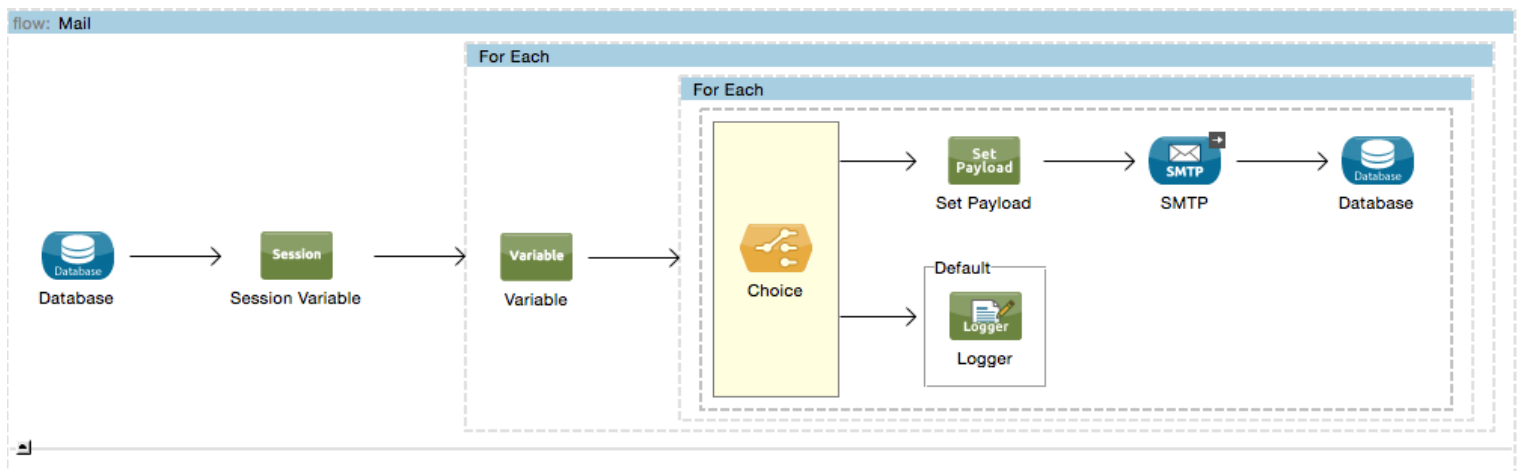 flow: Mail
For Each
For Each
Set
Payload
Set Payload
SMTP
SMTP
Database
Database
Database
Database
Session
Session Variable
Variable
Variable
Choice
Default
Logger
Logger